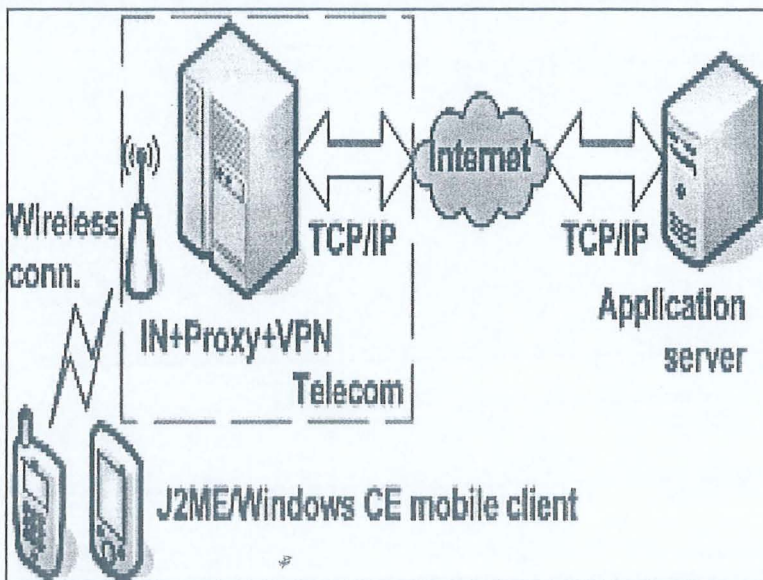 Internet
TCP/IP
TCP/IP
Wireless
conn.
Application
server
IN+Proxy+VPN
Telecom
J2ME/Windows CE mobile client